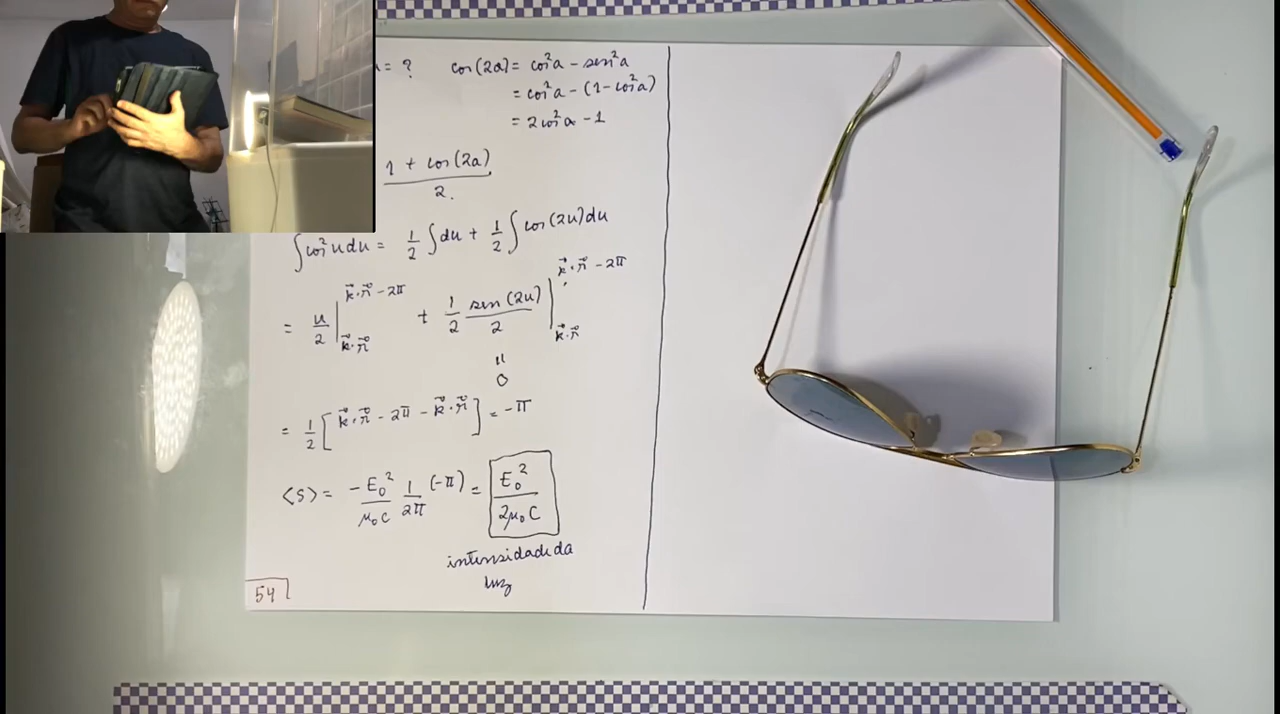 = ? cos(2a) = cos²a - sen²a
= cos²a - (1 - cos²a)
= 2cos²a - 1
1 + cos(2a)
2.
∫cos²u du = 1/2 ∫du + 1/2 ∫cos(2u)du
= u/2 |_{k⃗·r⃗}^{k⃗·r⃗ - 2π} + 1/2 sen(2u)/2 |_{k⃗·r⃗}^{k⃗·r⃗ - 2π}
"
0
= 1/2 [k⃗·r⃗ - 2π - k⃗·r⃗] = -π
<S> = -E₀²/μ₀c 1/2π (-π) = E₀²/2μ₀c
intensidade da
luz
54